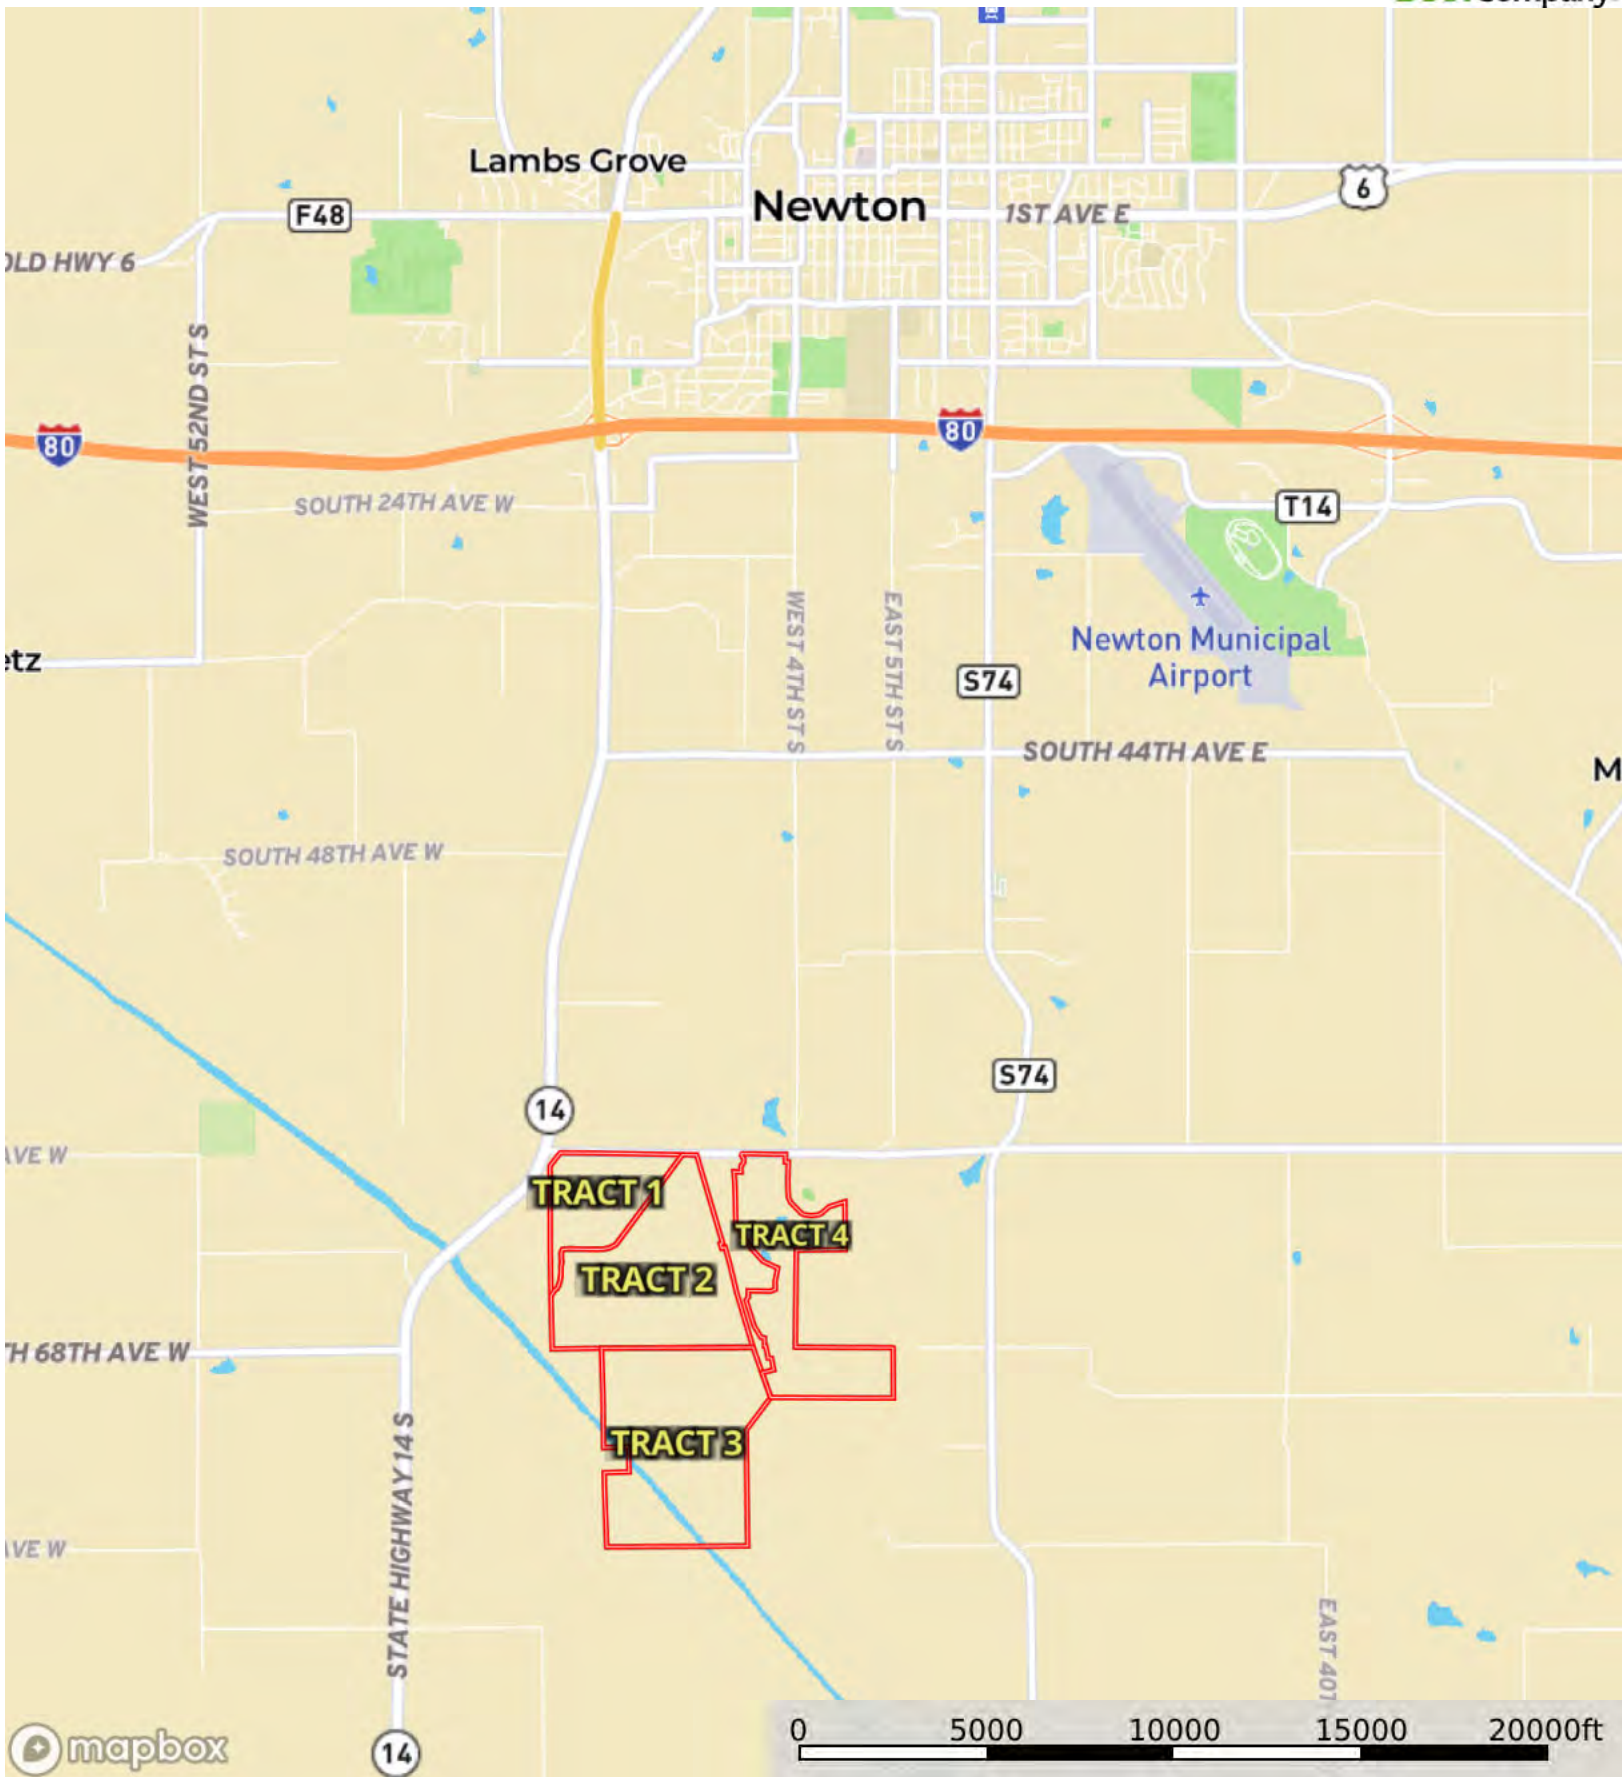 Company
Lambs Grove
Newton
6
F48
1ST AVE E
OLD HWY 6
WEST 52ND ST S
80
80
SOUTH 24TH AVE W
T14
WEST 4TH ST S
EAST 5TH ST S
Newton Municipal
Airport
etz
S74
SOUTH 44TH AVE E
M
SOUTH 48TH AVE W
S74
14
AVE W
TRACT 1
TRACT 4
TRACT 2
TH 68TH AVE W
TRACT 3
STATE HIGHWAY 14 S
AVE W
EAST 40T
14
mapbox
0 5000 10000 15000 20000ft